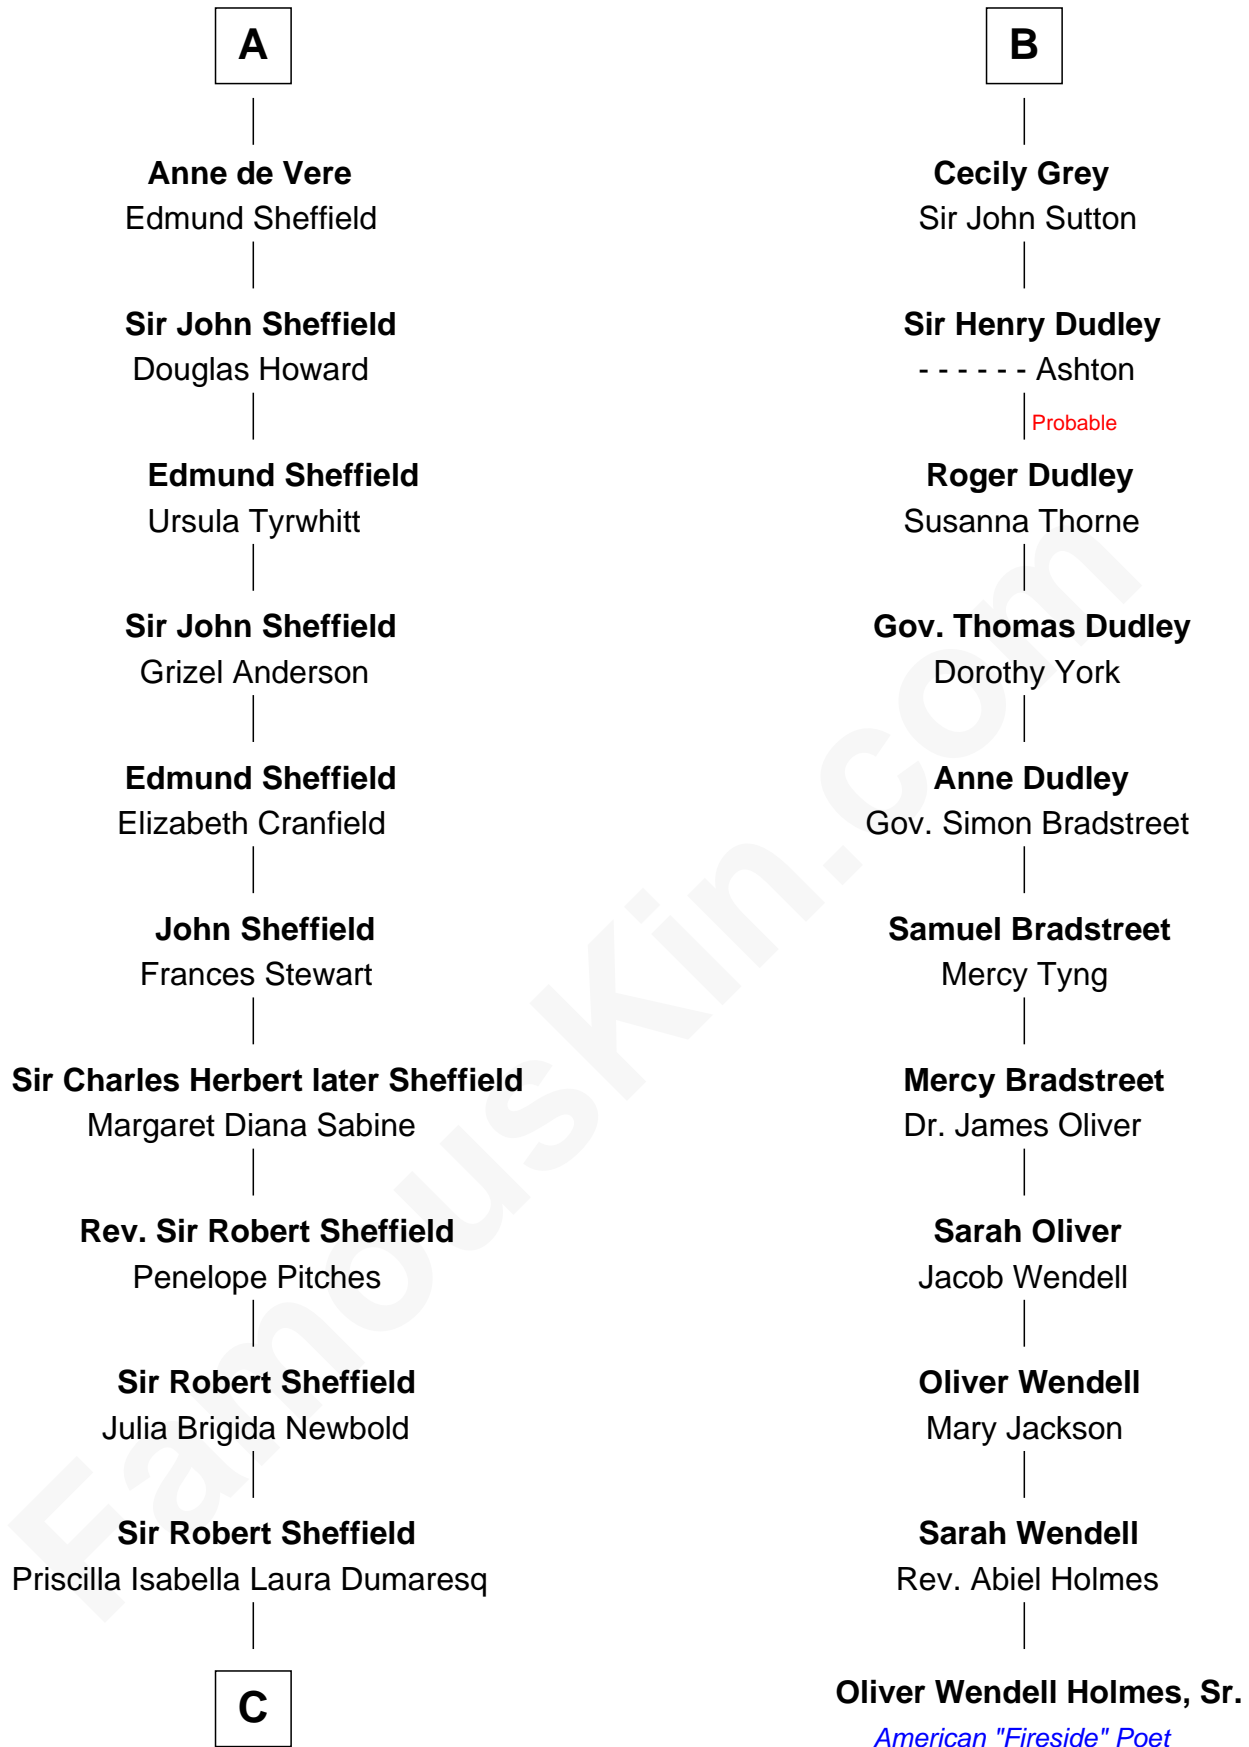 A
Anne de Vere
Edmund Sheffield
Sir John Sheffield
Douglas Howard
Edmund Sheffield
Ursula Tyrwhitt
Sir John Sheffield
Grizel Anderson
Edmund Sheffield
Elizabeth Cranfield
John Sheffield
Frances Stewart
Sir Charles Herbert later Sheffield
Margaret Diana Sabine
Rev. Sir Robert Sheffield
Penelope Pitches
Sir Robert Sheffield
Julia Brigida Newbold
Sir Robert Sheffield
Priscilla Isabella Laura Dumaresq
C
B
Cecily Grey
Sir John Sutton
Sir Henry Dudley
- - - - - - Ashton
Probable
Roger Dudley
Susanna Thorne
Gov. Thomas Dudley
Dorothy York
Anne Dudley
Gov. Simon Bradstreet
Samuel Bradstreet
Mercy Tyng
Mercy Bradstreet
Dr. James Oliver
Sarah Oliver
Jacob Wendell
Oliver Wendell
Mary Jackson
Sarah Wendell
Rev. Abiel Holmes
Oliver Wendell Holmes, Sr.
American "Fireside" Poet
FamousKin.com